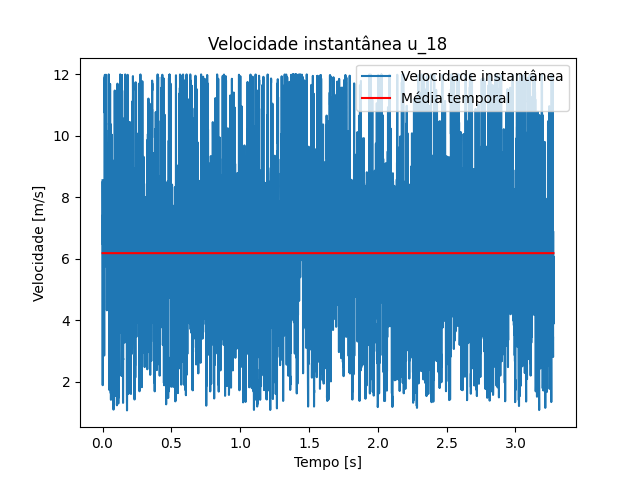 Velocidade instantânea u_18
Velocidade instantânea
Média temporal
12
10
8
6
4
2
Velocidade [m/s]
0.0 0.5 1.0 1.5 2.0 2.5 3.0
Tempo [s]